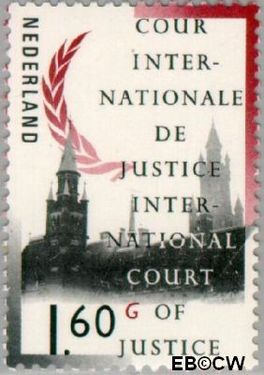 NEDERLAND
COUR
INTER-
NATIONALE
DE
JUSTICE
INTER-
NATIONAL
COURT
G OF
JUSTICE
1.60
EB©CW